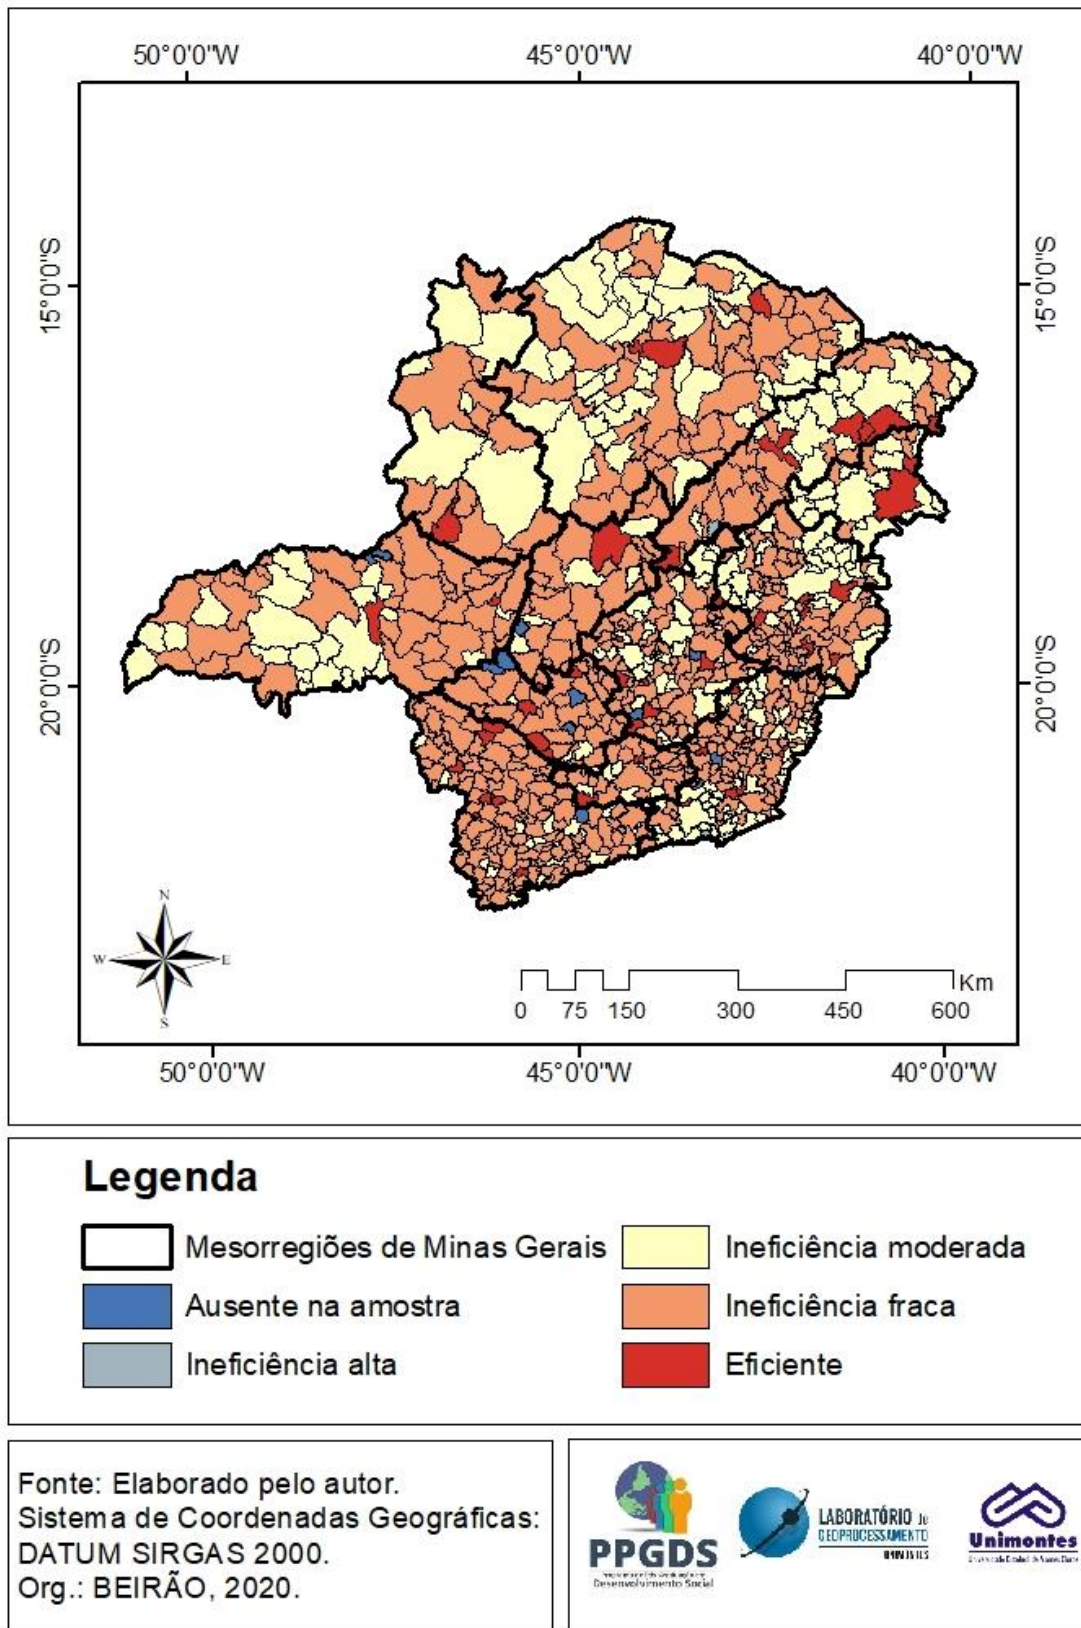 50°0'0"W 45°0'0"W 40°0'0"W
15°0'0"S 15°0'0"S
20°0'0"S 20°0'0"S
N
W E
S
Km
0 75 150 300 450 600
50°0'0"W 45°0'0"W 40°0'0"W
Legenda
Mesorregiões de Minas Gerais
Ineficiência moderada
Ausente na amostra
Ineficiência fraca
Ineficiência alta
Eficiente
Fonte: Elaborado pelo autor.
Sistema de Coordenadas Geográficas:
DATUM SIRGAS 2000.
Org.: BEIRÃO, 2020.
PPGDS
Desenvolvimento Social
LABORATÓRIO de
GEOPROCESSAMENTO
UNIMONTES
Unimontes